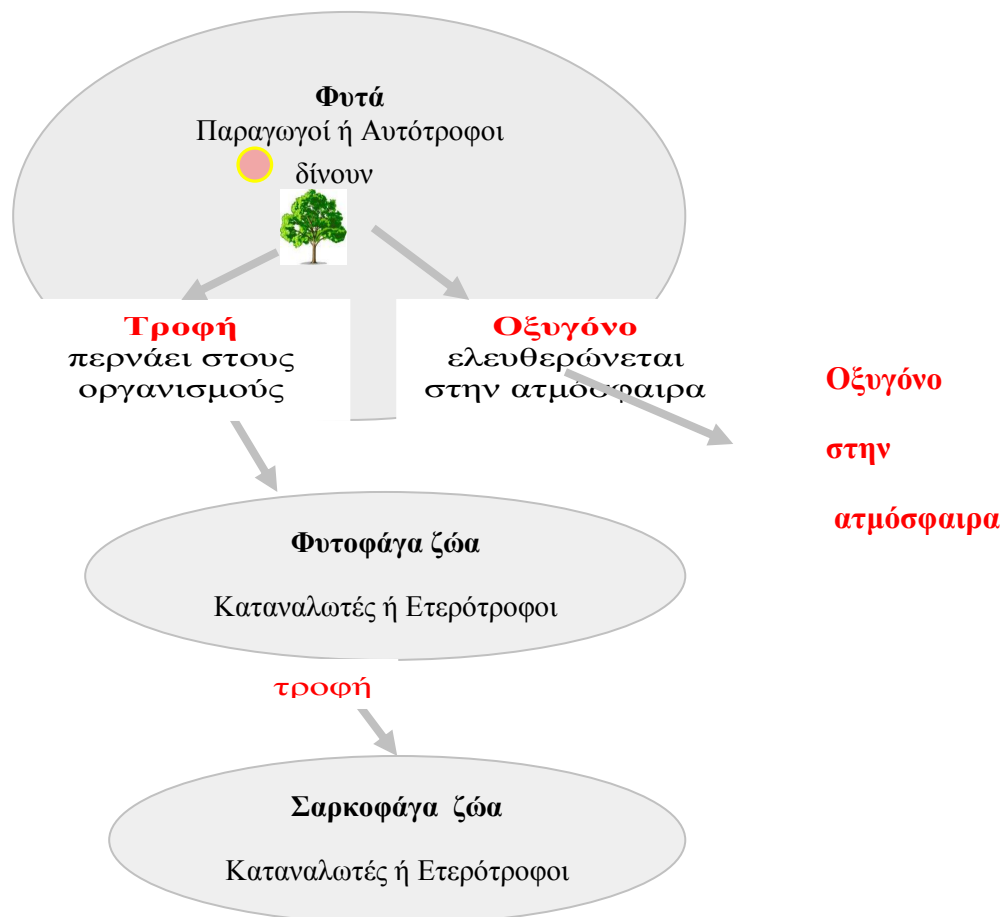 Φυτά
Παραγωγοί ή Αυτότροφοι
δίνουν
Τροφή
περνάει στους
οργανισμούς
Οξυγόνο
ελευθερώνεται
στην ατμόσφαιρα
Οξυγόνο
στην
ατμόσφαιρα
Φυτοφάγα ζώα
Καταναλωτές ή Ετερότροφοι
τροφή
Σαρκοφάγα ζώα
Καταναλωτές ή Ετερότροφοι